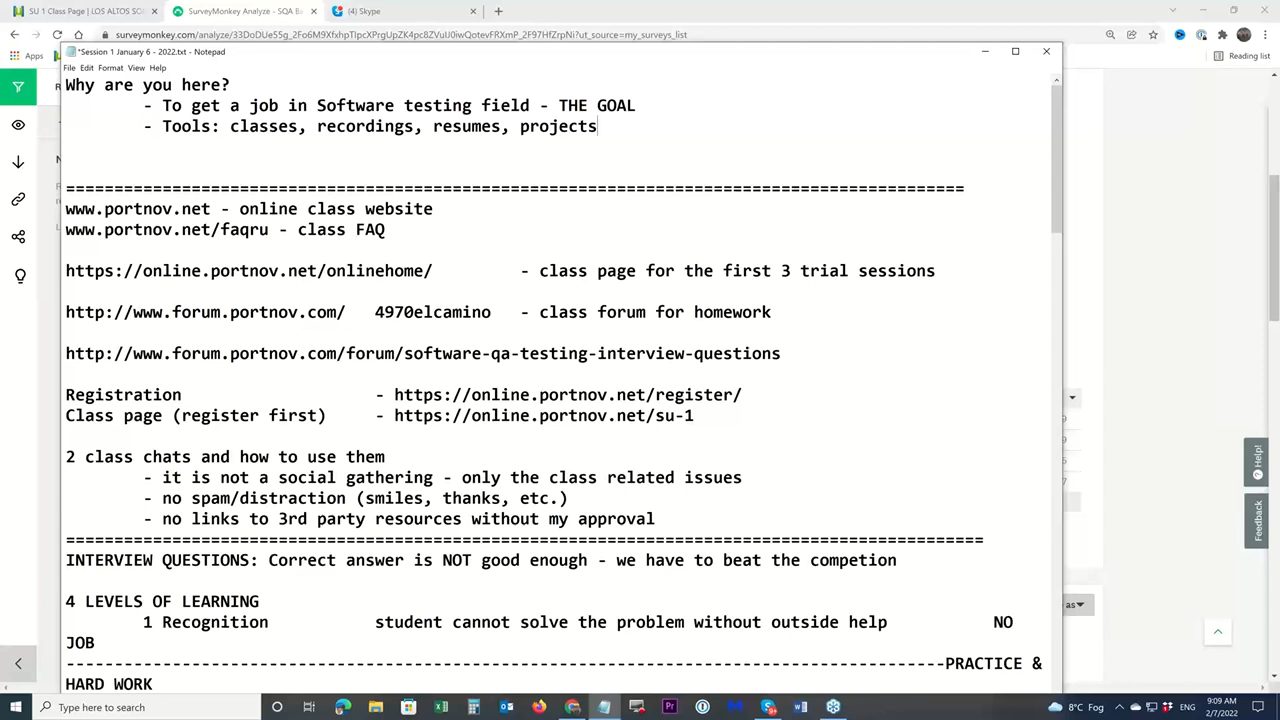 SU 1 Class Page | LOS ALTOS SC
SurveyMonkey Analyze - SQA Ba
(4) Skype
surveymonkey.com/analyze/33DoDUe55g_2Fo6M9XfxhpTlpcXPgUpZK4pc8ZVuIJ0iwQotevFRXmP_2F97HfZrpNi?ut_source=my_surveys_list
Apps
Reading list
*Session 1 January 6 - 2022.txt - Notepad
File Edit Format View Help
Why are you here?
- To get a job in Software testing field - THE GOAL
- Tools: classes, recordings, resumes, projects
=============================================================================================
www.portnov.net - online class website
www.portnov.net/faqru - class FAQ
https://online.portnov.net/onlinehome/ - class page for the first 3 trial sessions
http://www.forum.portnov.com/ 4970elcamino - class forum for homework
http://www.forum.portnov.com/forum/software-qa-testing-interview-questions
Registration - https://online.portnov.net/register/
Class page (register first) - https://online.portnov.net/su-1
2 class chats and how to use them
- it is not a social gathering - only the class related issues
- no spam/distraction (smiles, thanks, etc.)
- no links to 3rd party resources without my approval
===============================================================================================
INTERVIEW QUESTIONS: Correct answer is NOT good enough - we have to beat the competion
4 LEVELS OF LEARNING
1 Recognition student cannot solve the problem without outside help NO
JOB
-------------------------------------------------------------------------------------------PRACTICE &
HARD WORK
Help!
Feedback
as
Type here to search
8°C Fog
9:09 AM
2/7/2022